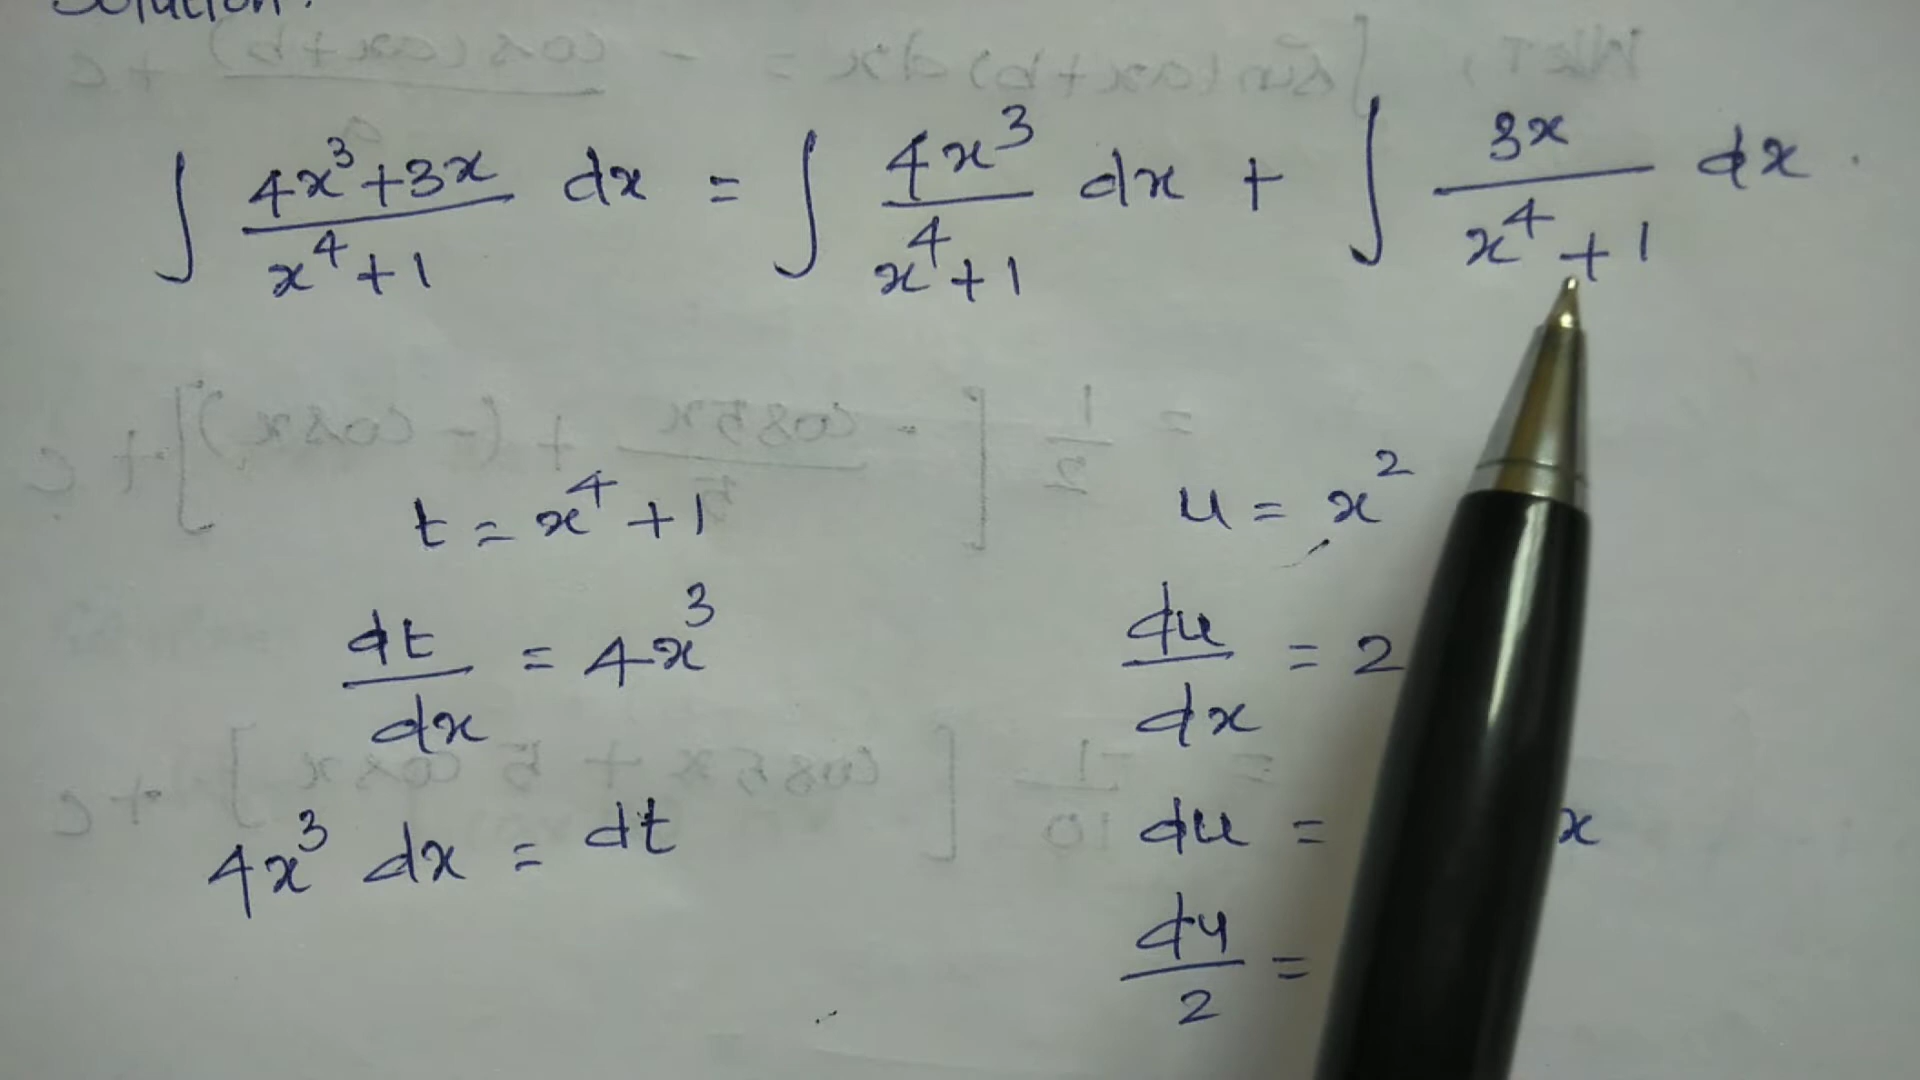 Solution:
∫ (4x³+3x)/(x⁴+1) dx = ∫ 4x³/(x⁴+1) dx + ∫ 3x/(x⁴+1) dx.
t = x⁴+1
u = x²
dt/dx = 4x³
du/dx = 2
4x³ dx = dt
du = x
du/2 =